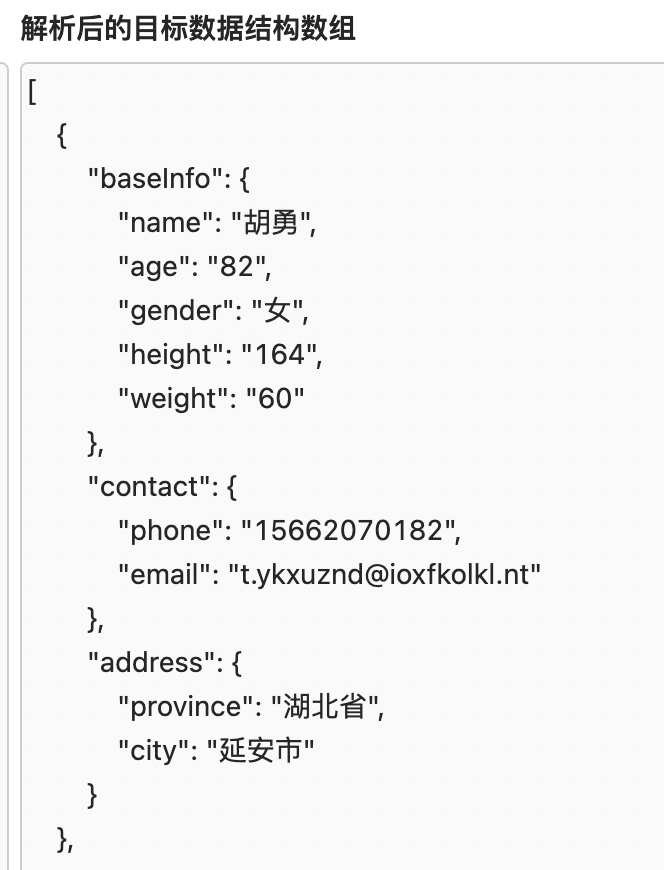 解析后的目标数据结构数组
[
{
"baseInfo": {
"name": "胡勇",
"age": "82",
"gender": "女",
"height": "164",
"weight": "60"
},
"contact": {
"phone": "15662070182",
"email": "t.ykxuznd@ioxfkolkl.nt"
},
"address": {
"province": "湖北省",
"city": "延安市"
}
},